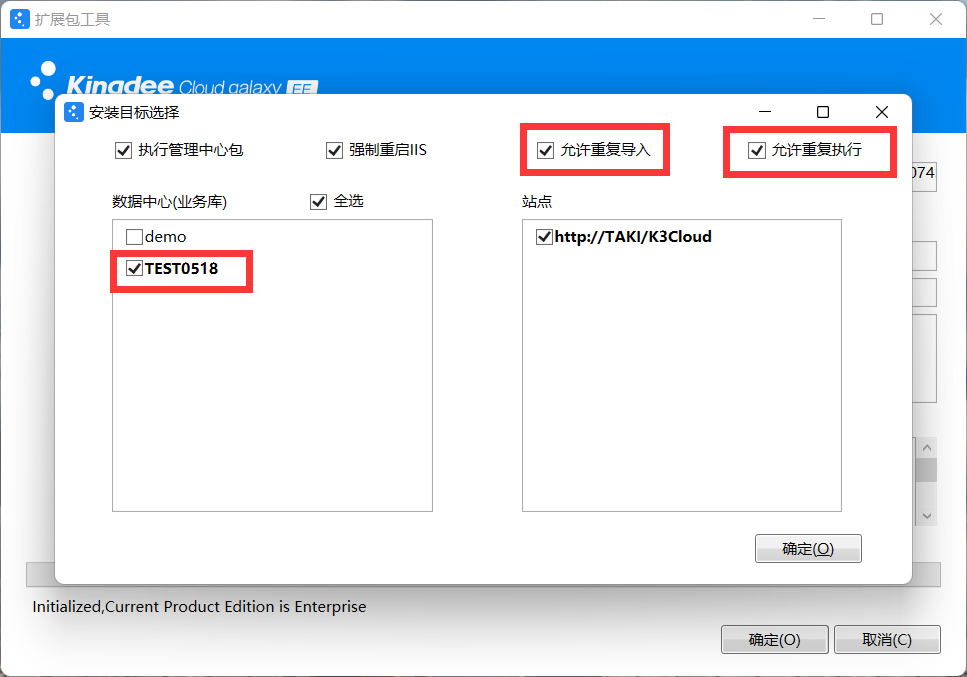 扩展包工具
Kingdee Cloud galaxy EE
安装目标选择
执行管理中心包 强制重启IIS 允许重复导入 允许重复执行
074
数据中心(业务库) 全选 站点
demo http://TAKI/K3Cloud
TEST0518
确定(O)
Initialized,Current Product Edition is Enterprise
确定(O) 取消(C)